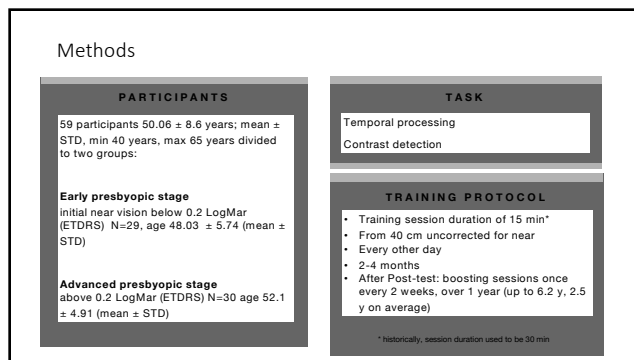 Methods
PARTICIPANTS
59 participants 50.06 ± 8.6 years; mean ±
STD, min 40 years, max 65 years divided
to two groups:
Early presbyopic stage
initial near vision below 0.2 LogMar
(ETDRS) N=29, age 48.03 ± 5.74 (mean ±
STD)
Advanced presbyopic stage
above 0.2 LogMar (ETDRS) N=30 age 52.1
± 4.91 (mean ± STD)
TASK
Temporal processing
Contrast detection
TRAINING PROTOCOL
• Training session duration of 15 min*
• From 40 cm uncorrected for near
• Every other day
• 2-4 months
• After Post-test: boosting sessions once
every 2 weeks, over 1 year (up to 6.2 y, 2.5
y on average)
* historically, session duration used to be 30 min